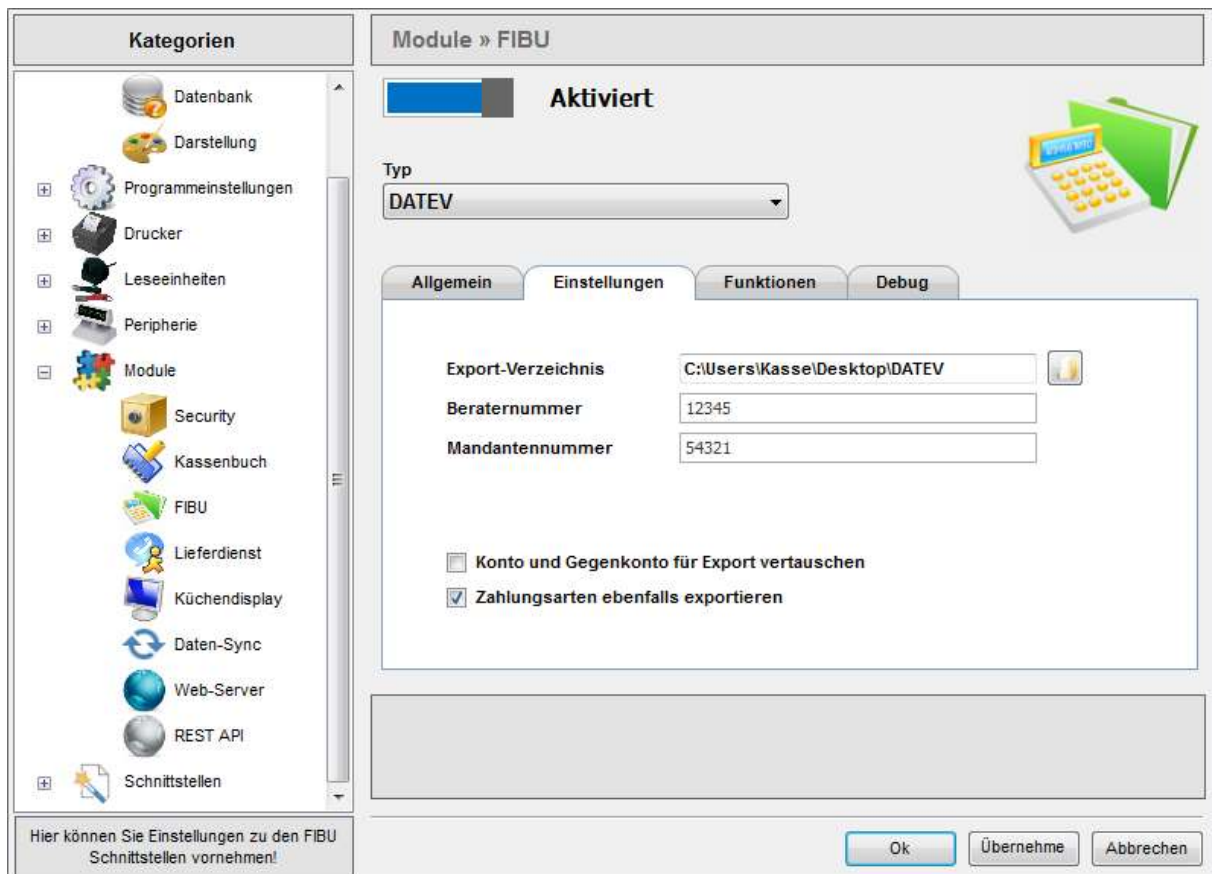 Kategorien
Datenbank
Darstellung
Programmeinstellungen
Drucker
Leseeinheiten
Peripherie
Module
Security
Kassenbuch
FIBU
Lieferdienst
Küchendisplay
Daten-Sync
Web-Server
REST API
Schnittstellen
Hier können Sie Einstellungen zu den FIBU
Schnittstellen vornehmen!
Module » FIBU
Aktiviert
Typ
DATEV
Allgemein Einstellungen Funktionen Debug
Export-Verzeichnis C:\Users\Kasse\Desktop\DATEV
Beraternummer 12345
Mandantennummer 54321
Konto und Gegenkonto für Export vertauschen
Zahlungsarten ebenfalls exportieren
Ok Übernehme Abbrechen